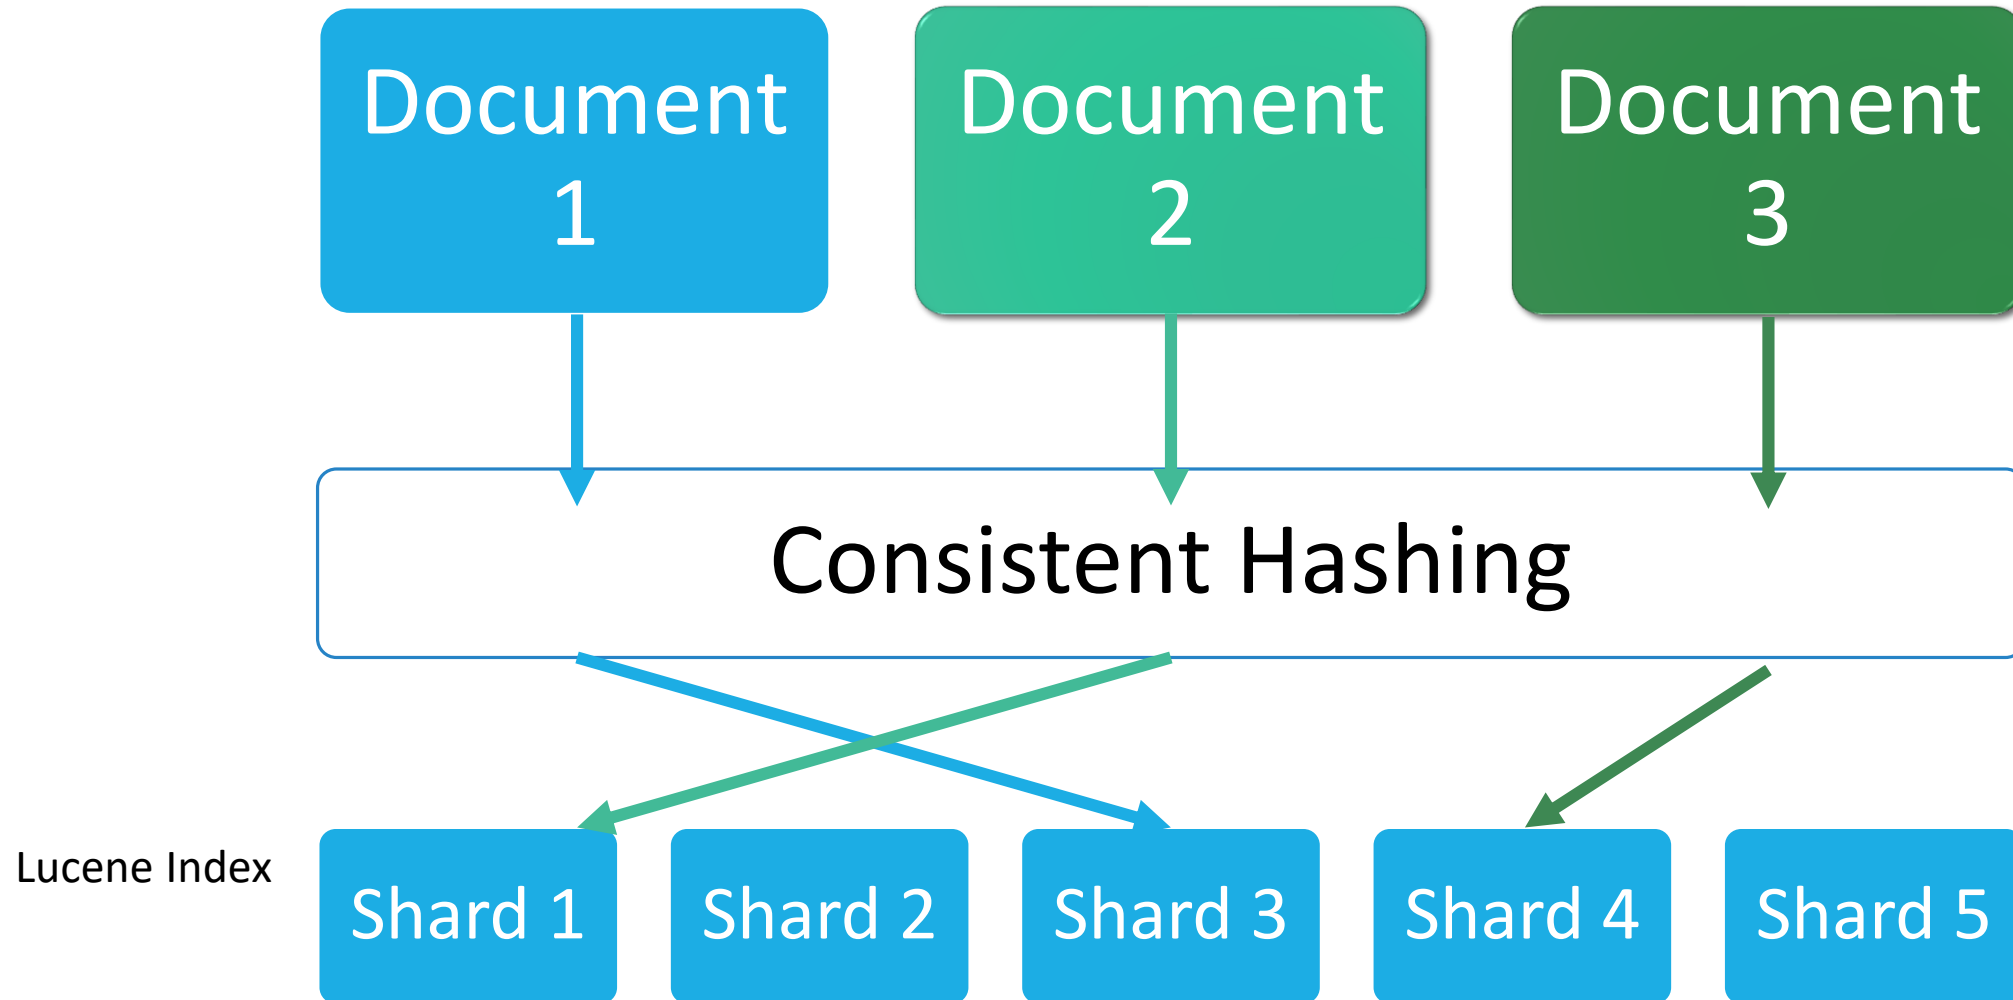 Document
1
Document
2
Document
3
Consistent Hashing
Lucene Index
Shard 1
Shard 2
Shard 3
Shard 4
Shard 5